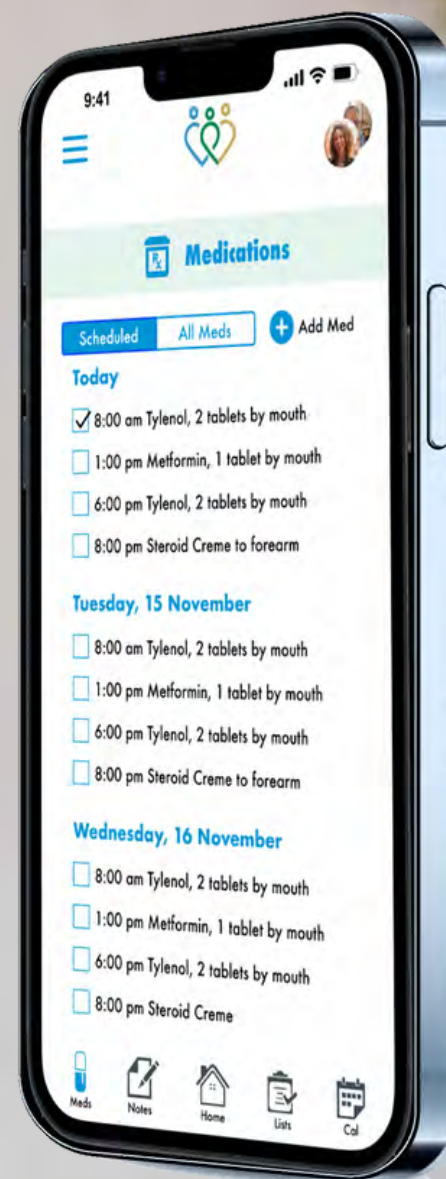 9:41
Rx Medications
Scheduled All Meds + Add Med
Today
8:00 am Tylenol, 2 tablets by mouth
1:00 pm Metformin, 1 tablet by mouth
6:00 pm Tylenol, 2 tablets by mouth
8:00 pm Steroid Creme to forearm
Tuesday, 15 November
8:00 am Tylenol, 2 tablets by mouth
1:00 pm Metformin, 1 tablet by mouth
6:00 pm Tylenol, 2 tablets by mouth
8:00 pm Steroid Creme to forearm
Wednesday, 16 November
8:00 am Tylenol, 2 tablets by mouth
1:00 pm Metformin, 1 tablet by mouth
6:00 pm Tylenol, 2 tablets by mouth
8:00 pm Steroid Creme
Meds Notes Home Lists Cal